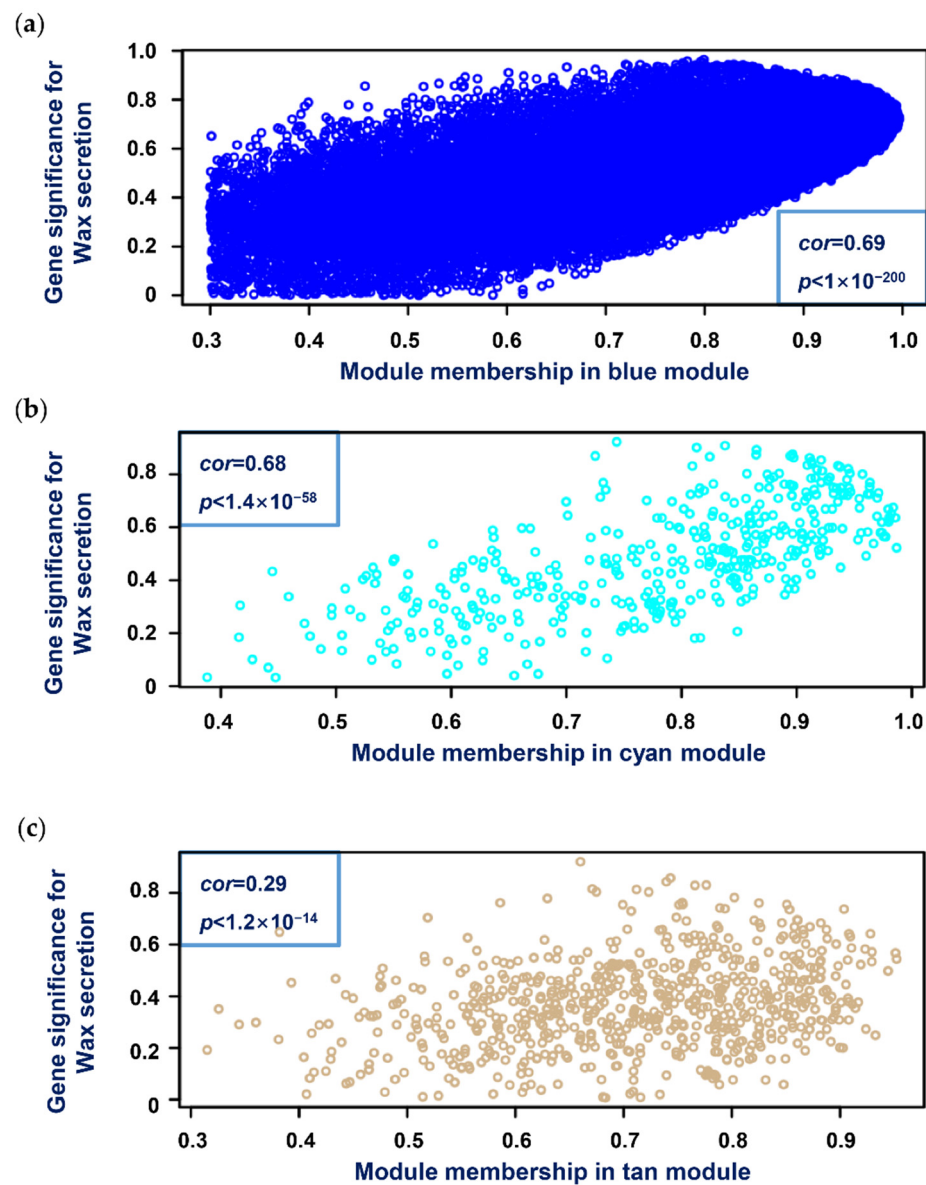 (a)
Gene significance for
Wax secretion
1.0
0.8
0.6
0.4
0.2
0
cor=0.69
p<1×10⁻²⁰⁰
0.3 0.4 0.5 0.6 0.7 0.8 0.9 1.0
Module membership in blue module
(b)
Gene significance for
Wax secretion
0.8
0.6
0.4
0.2
0
cor=0.68
p<1.4×10⁻⁵⁸
0.4 0.5 0.6 0.7 0.8 0.9 1.0
Module membership in cyan module
(c)
Gene significance for
Wax secretion
0.8
0.6
0.4
0.2
0
cor=0.29
p<1.2×10⁻¹⁴
0.3 0.4 0.5 0.6 0.7 0.8 0.9
Module membership in tan module